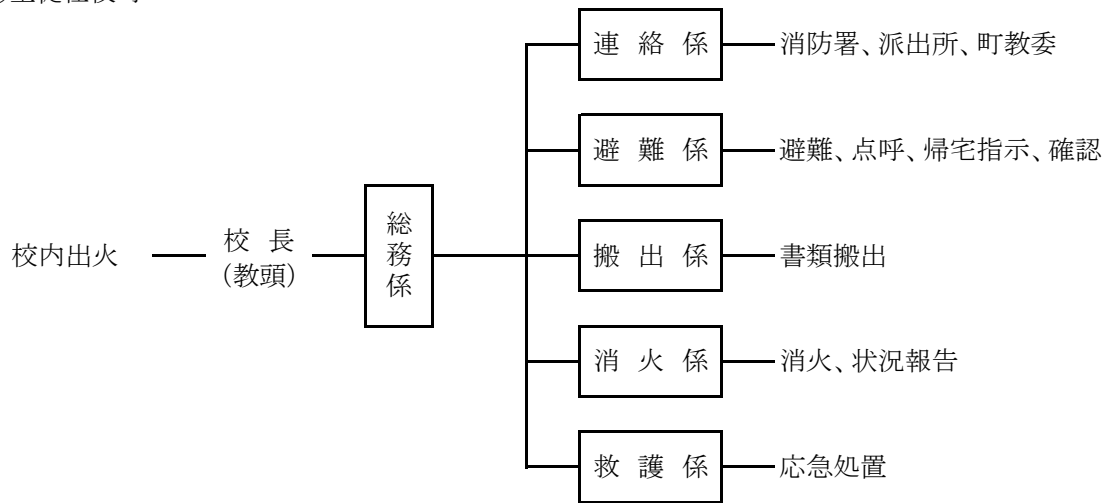 連絡係 消防署、派出所、町教委
避難係 避難、点呼、帰宅指示、確認
校内出火 校長 総務係 搬出係 書類搬出
(教頭)
消火係 消火、状況報告
救護係 応急処置